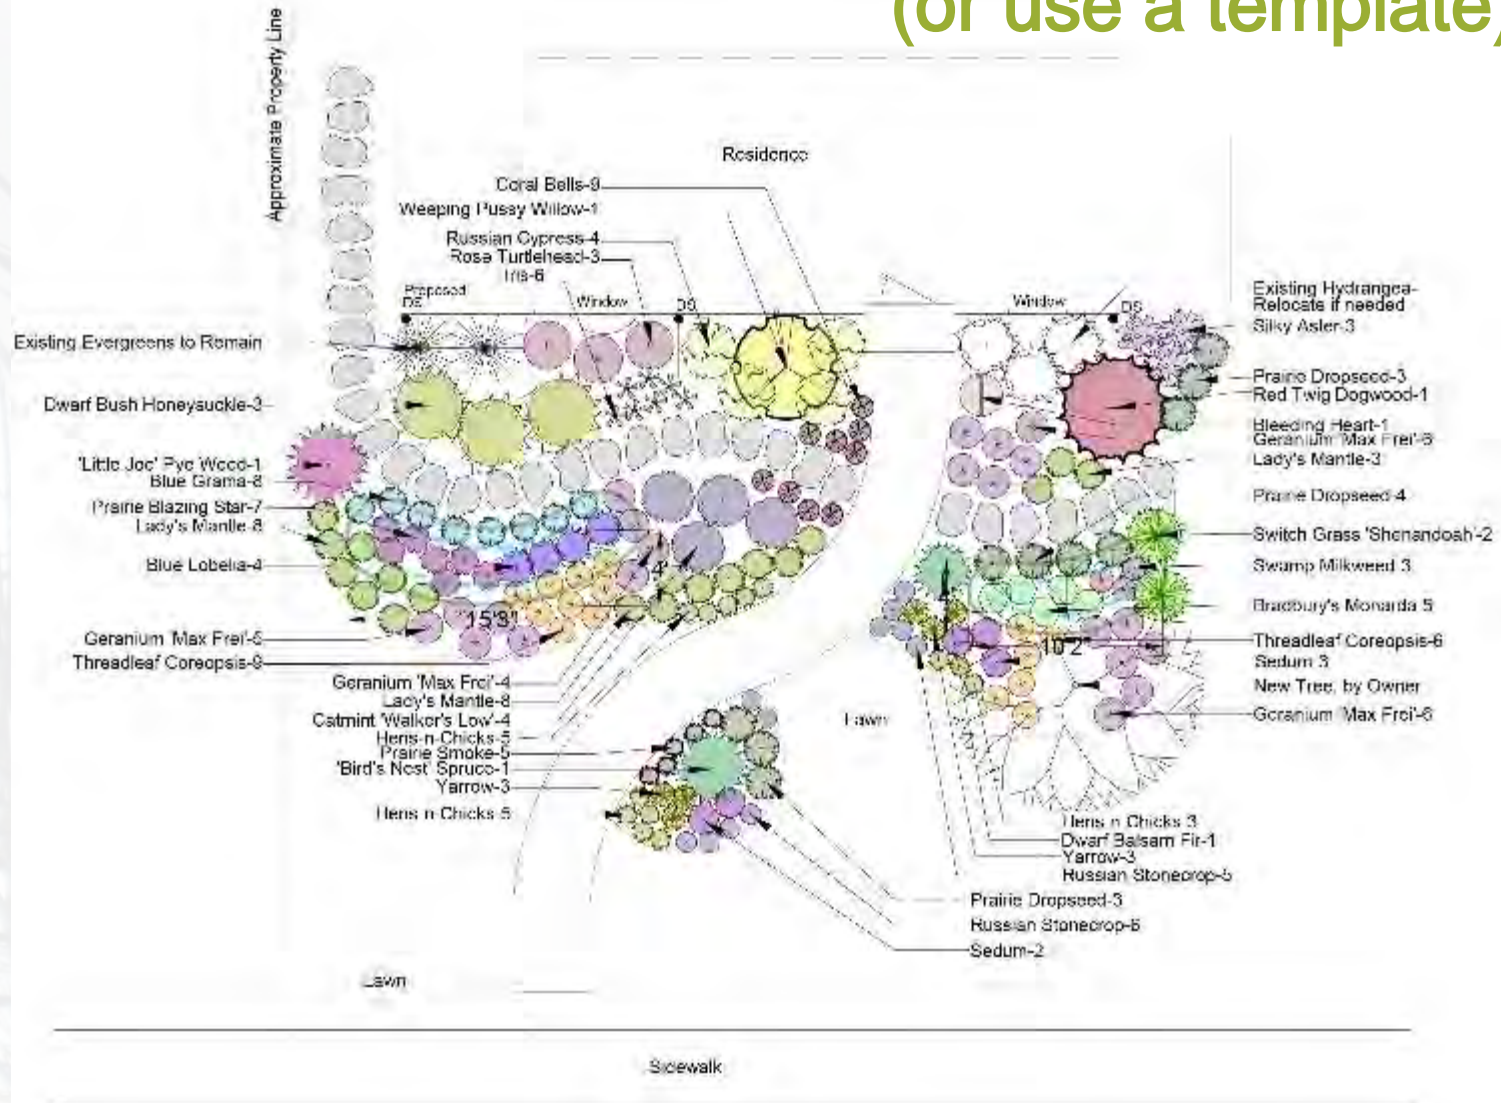 (or use a template)
Approximate Property Line
Residence
Coral Bells-9
Weeping Pussy Willow-1
Russian Cypress-4
Rose Turtlehead-3
Iris-6
Proposed
DS
Window
DS
Window
DS
Existing Evergreens to Remain
Dwarf Bush Honeysuckle-3
'Little Joe' Pye Weed-1
Blue Grama-8
Prairie Blazing Star-7
Lady's Mantle-8
Blue Lobelia-4
Geranium 'Max Frei'-5
Threadleaf Coreopsis-9
15'3"
4'
Geranium 'Max Frei'-4
Lady's Mantle-8
Catmint 'Walker's Low'-4
Hens-n-Chicks-5
Prairie Smoke-5
'Bird's Nest' Spruce-1
Yarrow-3
Hens-n-Chicks-5
Existing Hydrangea-
Relocate if needed
Silky Aster-3
Prairie Dropseed-3
Red Twig Dogwood-1
Bleeding Heart-1
Geranium 'Max Frei'-6
Lady's Mantle-3
Prairie Dropseed-4
Switch Grass 'Shenandoah'-2
Swamp Milkweed-3
Bradbury's Monarda-5
10'2"
Threadleaf Coreopsis-6
Sedum-3
New Tree, by Owner
Geranium 'Max Frei'-6
Lawn
Hens-n-Chicks-3
Dwarf Balsam Fir-1
Yarrow-3
Russian Stonecrop-5
Prairie Dropseed-3
Russian Stonecrop-6
Sedum-2
Lawn
Sidewalk